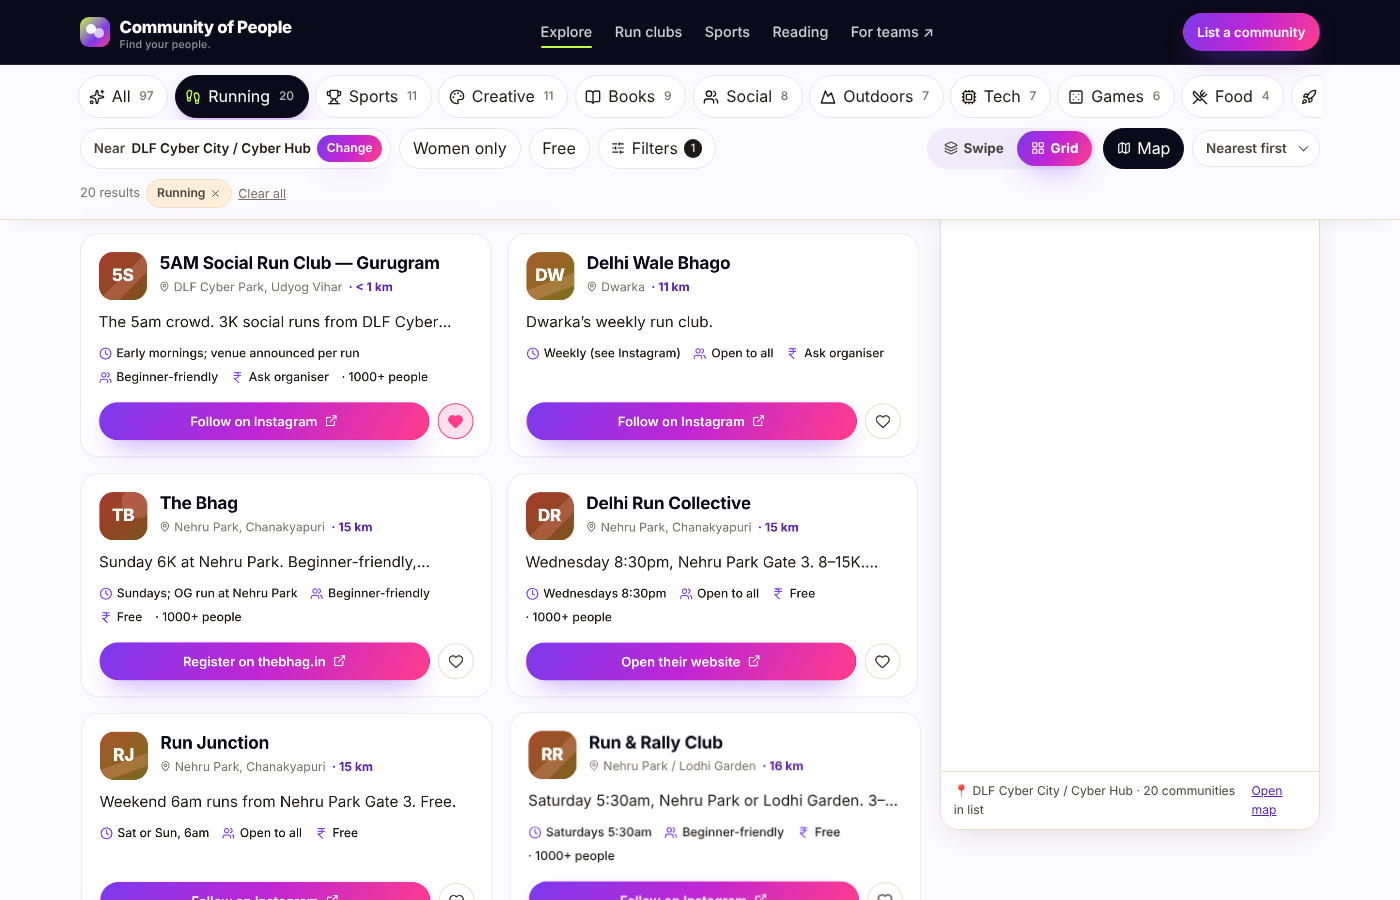 Community of People
Find your people.
Explore
Run clubs
Sports
Reading
For teams ↗
List a community
All 97
Running 20
Sports 11
Creative 11
Books 9
Social 8
Outdoors 7
Tech 7
Games 6
Food 4
Near DLF Cyber City / Cyber Hub Change
Women only
Free
Filters 1
Swipe
Grid
Map
Nearest first
20 results
Running ×
Clear all
5S
5AM Social Run Club — Gurugram
DLF Cyber Park, Udyog Vihar · < 1 km
The 5am crowd. 3K social runs from DLF Cyber...
Early mornings; venue announced per run
Beginner-friendly ₹ Ask organiser · 1000+ people
Follow on Instagram
DW
Delhi Wale Bhago
Dwarka · 11 km
Dwarka’s weekly run club.
Weekly (see Instagram) Open to all ₹ Ask organiser
Follow on Instagram
TB
The Bhag
Nehru Park, Chanakyapuri · 15 km
Sunday 6K at Nehru Park. Beginner-friendly,...
Sundays; OG run at Nehru Park Beginner-friendly
₹ Free · 1000+ people
Register on thebhag.in
DR
Delhi Run Collective
Nehru Park, Chanakyapuri · 15 km
Wednesday 8:30pm, Nehru Park Gate 3. 8–15K....
Wednesdays 8:30pm Open to all ₹ Free
· 1000+ people
Open their website
RJ
Run Junction
Nehru Park, Chanakyapuri · 15 km
Weekend 6am runs from Nehru Park Gate 3. Free.
Sat or Sun, 6am Open to all ₹ Free
Follow on Instagram
RR
Run & Rally Club
Nehru Park / Lodhi Garden · 16 km
Saturday 5:30am, Nehru Park or Lodhi Garden. 3–...
Saturdays 5:30am Beginner-friendly ₹ Free
· 1000+ people
Follow on Instagram
📍 DLF Cyber City / Cyber Hub · 20 communities
in list
Open
map